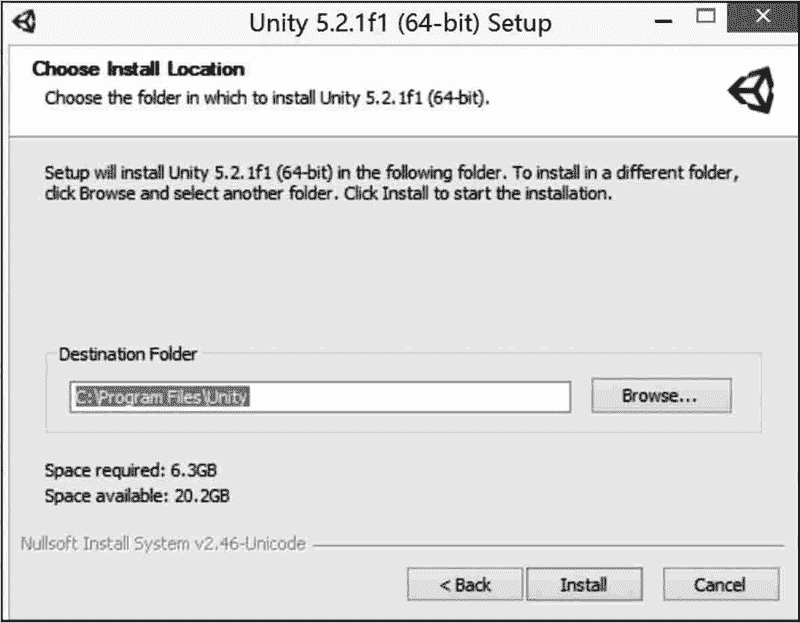 Unity 5.2.1f1 (64-bit) Setup
Choose Install Location
Choose the folder in which to install Unity 5.2.1f1 (64-bit).
Setup will install Unity 5.2.1f1 (64-bit) in the following folder. To install in a different folder,
click Browse and select another folder. Click Install to start the installation.
Destination Folder
C:\Program Files\Unity
Browse...
Space required: 6.3GB
Space available: 20.2GB
Nullsoft Install System v2.46-Unicode
< Back
Install
Cancel